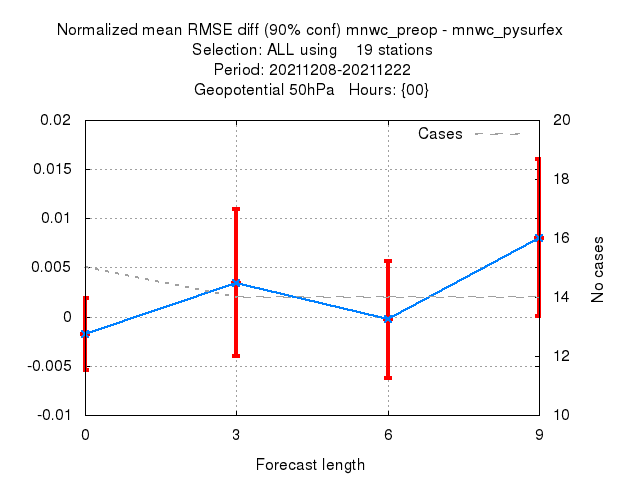 Normalized mean RMSE diff (90% conf) mnwc_preop - mnwc_pysurfex
Selection: ALL using    19 stations
Period: 20211208-20211222
Geopotential 50hPa   Hours: {00}
Cases
0.02
0.015
0.01
0.005
0
-0.005
-0.01
20
18
16
14
12
10
No cases
0
3
6
9
Forecast length